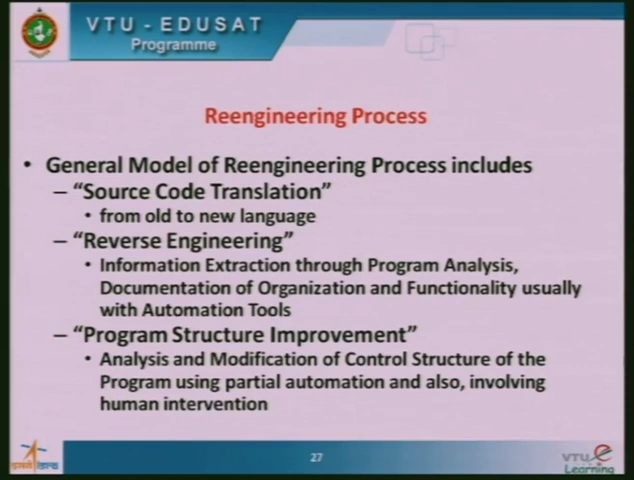 VTU - EDUSAT
Programme
Reengineering Process
• General Model of Reengineering Process includes
– “Source Code Translation”
• from old to new language
– “Reverse Engineering”
• Information Extraction through Program Analysis,
Documentation of Organization and Functionality usually
with Automation Tools
– “Program Structure Improvement”
• Analysis and Modification of Control Structure of the
Program using partial automation and also, involving
human intervention
27
VTU e
Learning